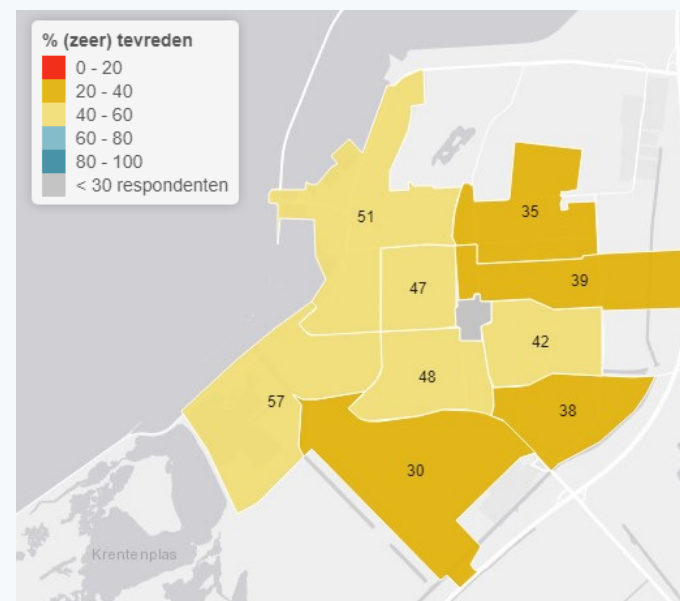 % (zeer) tevreden
0 - 20
20 - 40
40 - 60
60 - 80
80 - 100
< 30 respondenten
51
35
39
47
42
48
57
38
30
Krentenplas